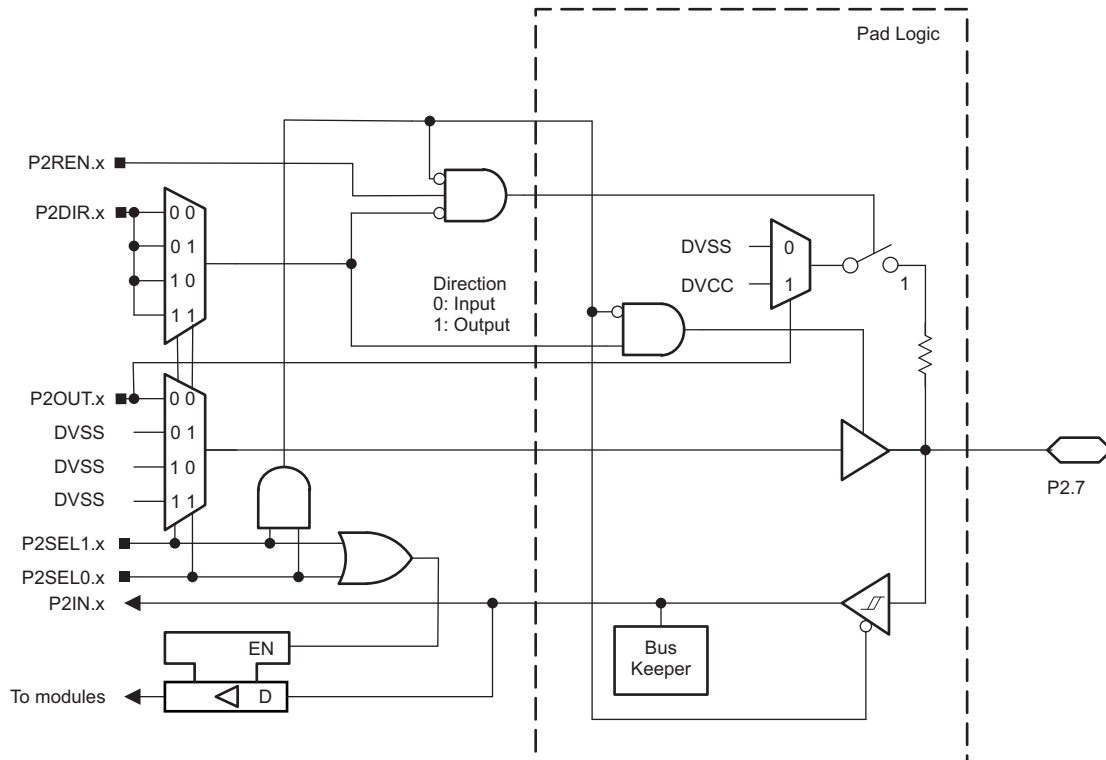 Pad Logic
P2REN.x
P2DIR.x
0 0
0 1
1 0
1 1
Direction
0: Input
1: Output
DVSS
0
DVCC
1
1
P2OUT.x
0 0
DVSS
0 1
DVSS
1 0
DVSS
1 1
P2.7
P2SEL1.x
P2SEL0.x
P2IN.x
Bus
Keeper
EN
To modules
D